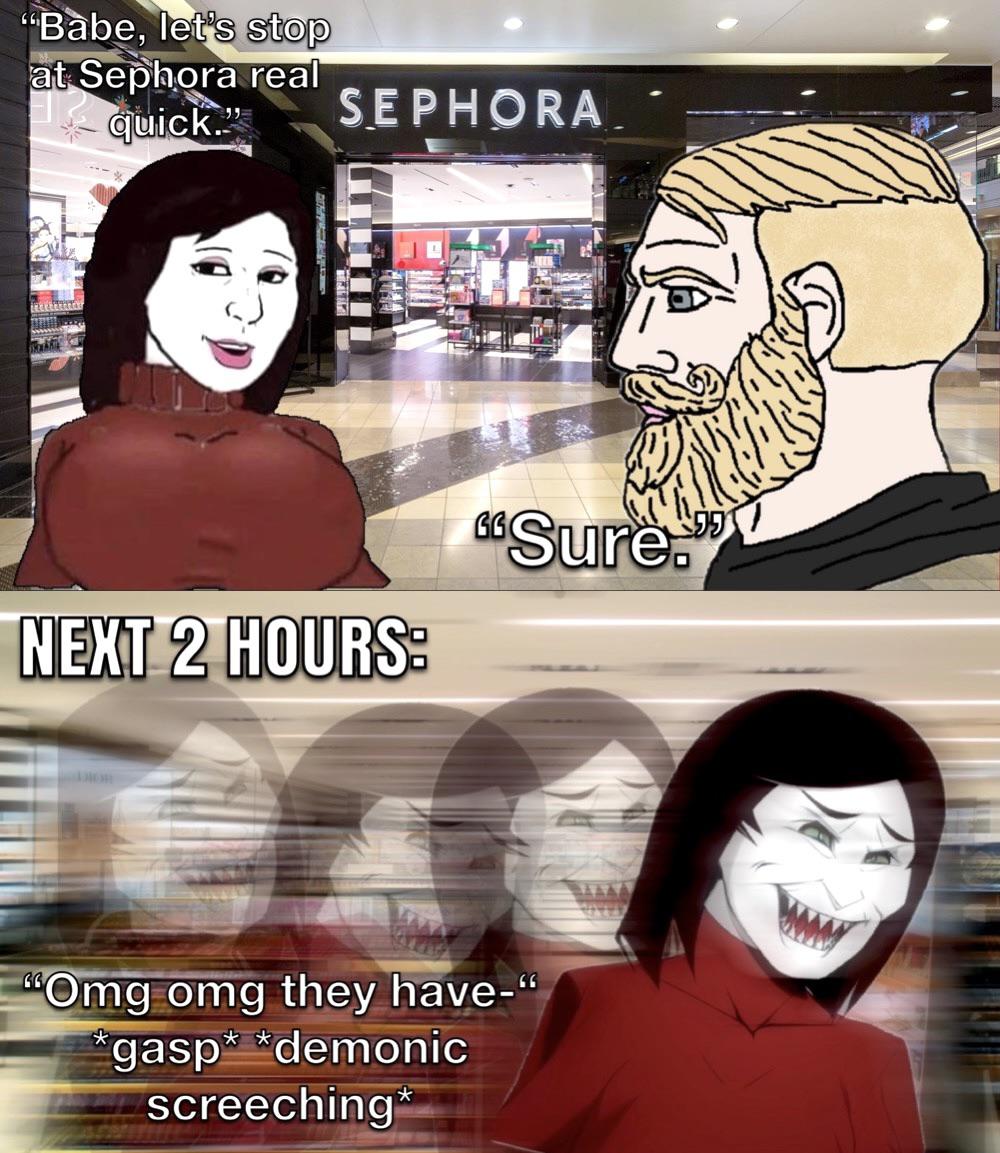 “Babe, let’s stop
at Sephora real
quick.”
SEPHORA
“Sure.”
NEXT 2 HOURS:
DIOR
“Omg omg they have-“
*gasp* *demonic
screeching*